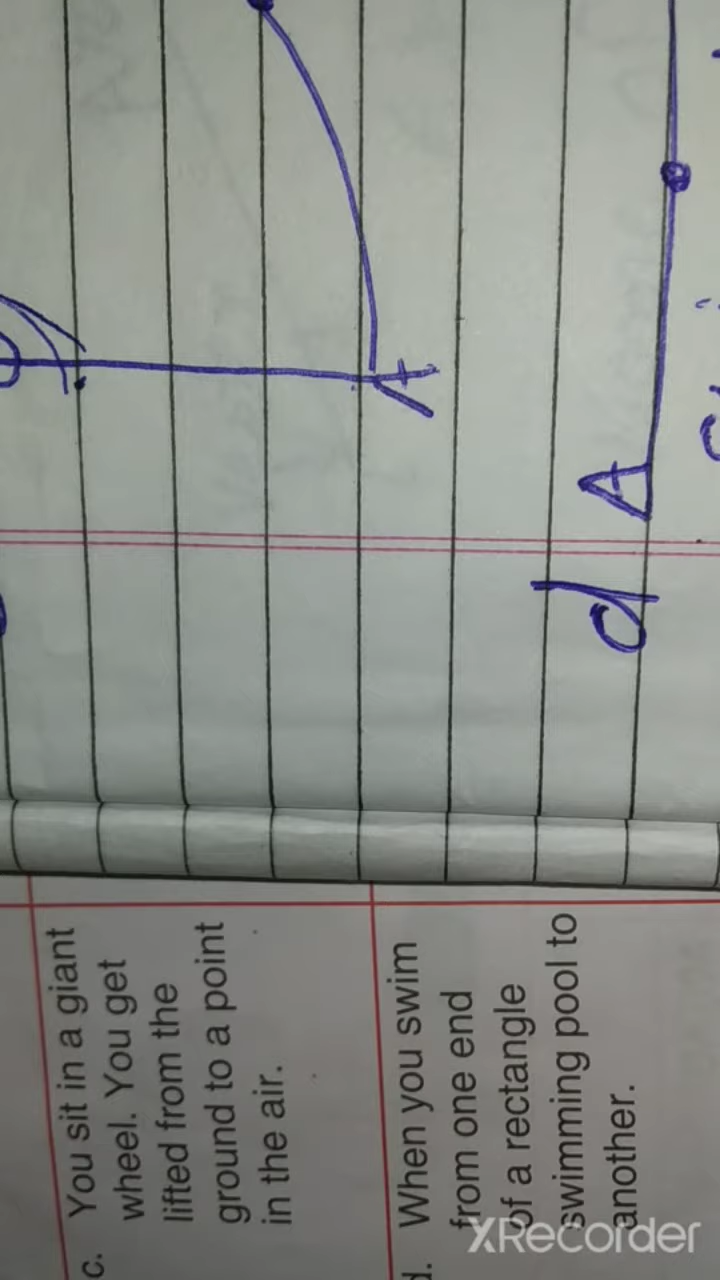 A
d A
c. You sit in a giant
wheel. You get
lifted from the
ground to a point
in the air.
d. When you swim
from one end
of a rectangle
swimming pool to
another.
XRecorder